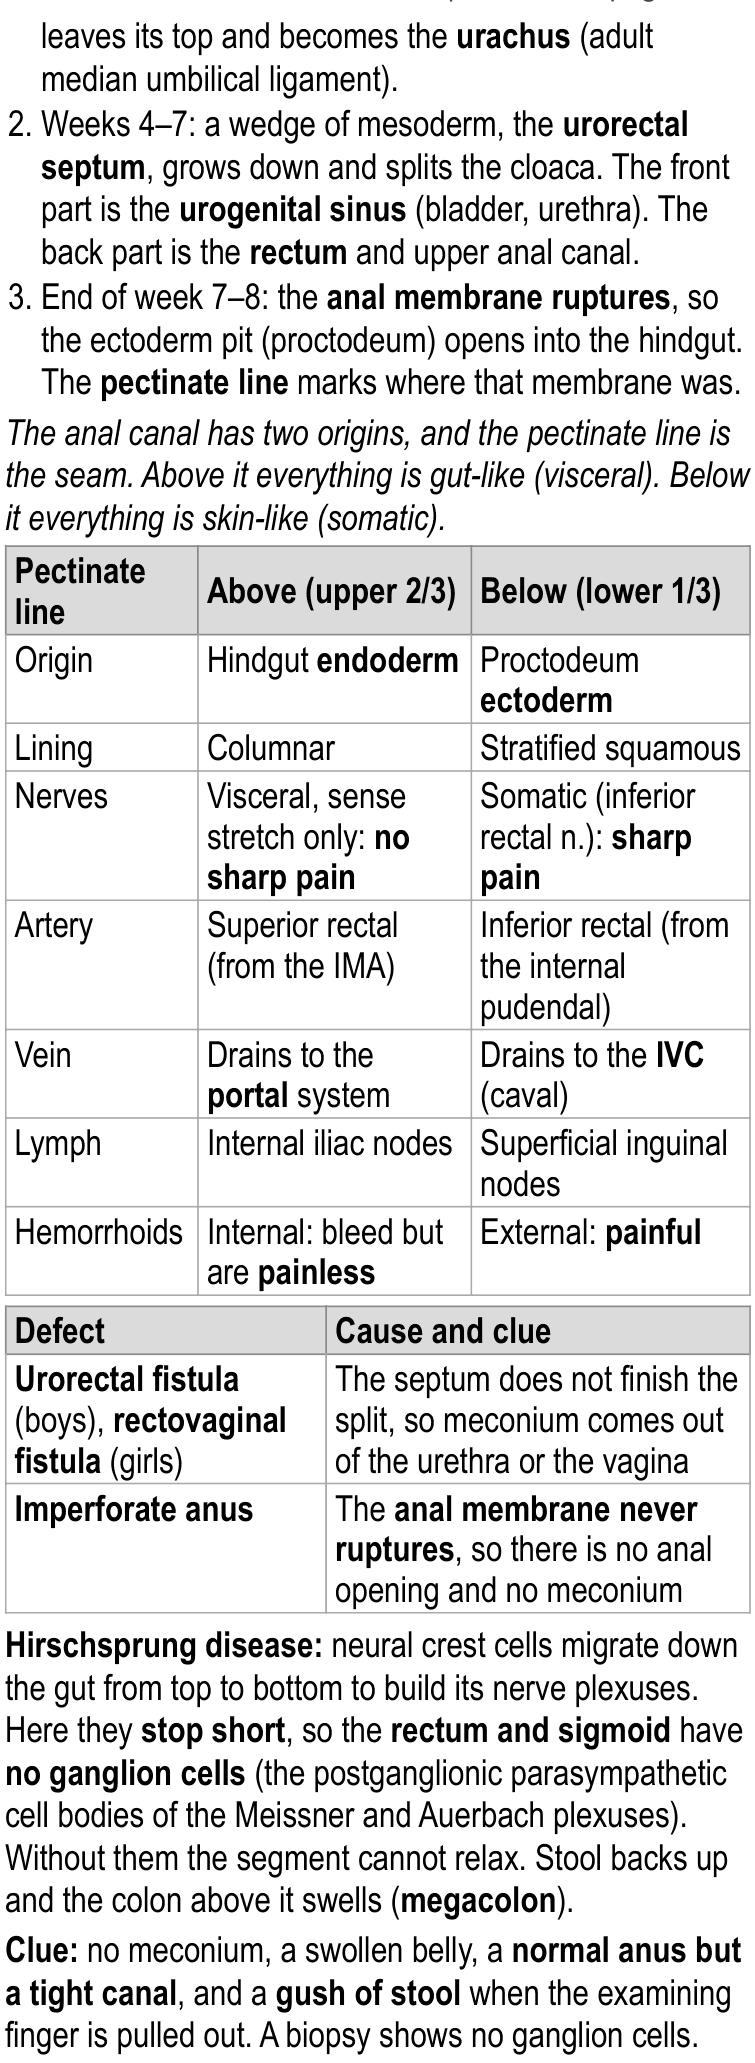 leaves its top and becomes the urachus (adult
median umbilical ligament).
2. Weeks 4–7: a wedge of mesoderm, the urorectal
septum, grows down and splits the cloaca. The front
part is the urogenital sinus (bladder, urethra). The
back part is the rectum and upper anal canal.
3. End of week 7–8: the anal membrane ruptures, so
the ectoderm pit (proctodeum) opens into the hindgut.
The pectinate line marks where that membrane was.
The anal canal has two origins, and the pectinate line is
the seam. Above it everything is gut-like (visceral). Below
it everything is skin-like (somatic).
Pectinate
line
Above (upper 2/3)
Below (lower 1/3)
Origin
Hindgut endoderm
Proctodeum
ectoderm
Lining
Columnar
Stratified squamous
Nerves
Visceral, sense
stretch only: no
sharp pain
Somatic (inferior
rectal n.): sharp
pain
Artery
Superior rectal
(from the IMA)
Inferior rectal (from
the internal
pudendal)
Vein
Drains to the
portal system
Drains to the IVC
(caval)
Lymph
Internal iliac nodes
Superficial inguinal
nodes
Hemorrhoids
Internal: bleed but
are painless
External: painful
Defect
Cause and clue
Urorectal fistula
(boys), rectovaginal
fistula (girls)
The septum does not finish the
split, so meconium comes out
of the urethra or the vagina
Imperforate anus
The anal membrane never
ruptures, so there is no anal
opening and no meconium
Hirschsprung disease: neural crest cells migrate down
the gut from top to bottom to build its nerve plexuses.
Here they stop short, so the rectum and sigmoid have
no ganglion cells (the postganglionic parasympathetic
cell bodies of the Meissner and Auerbach plexuses).
Without them the segment cannot relax. Stool backs up
and the colon above it swells (megacolon).
Clue: no meconium, a swollen belly, a normal anus but
a tight canal, and a gush of stool when the examining
finger is pulled out. A biopsy shows no ganglion cells.